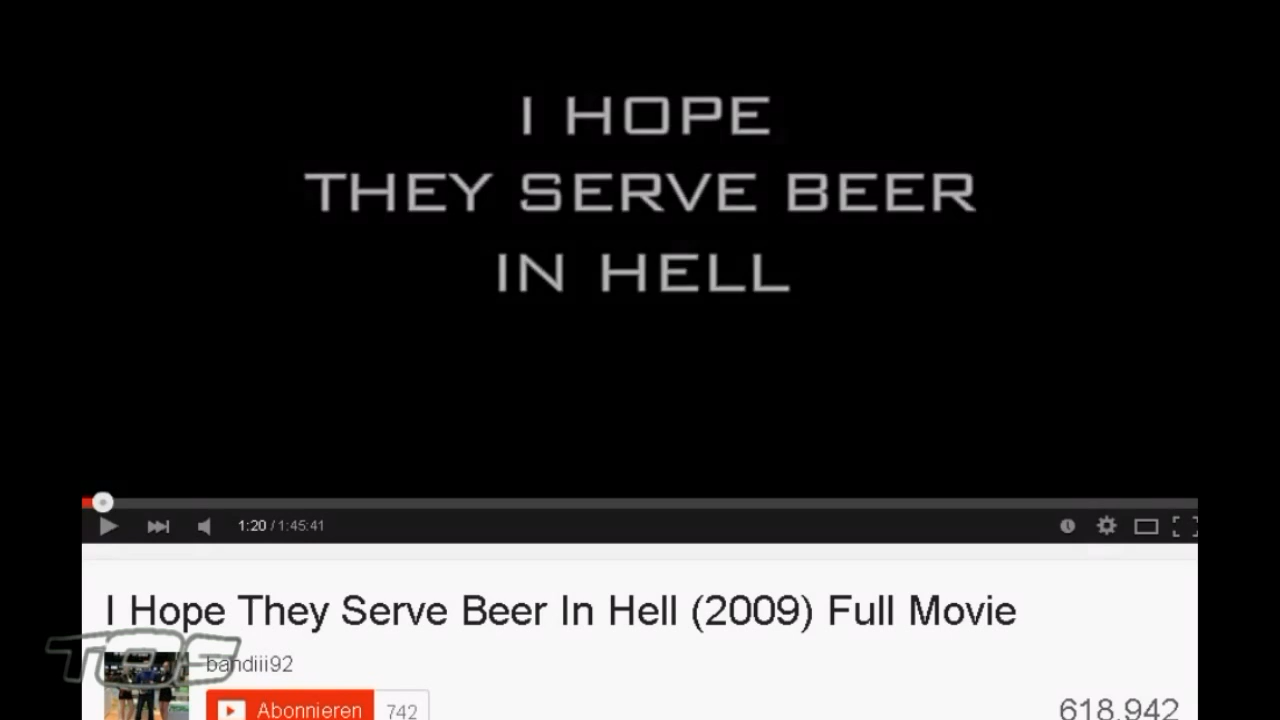 I HOPE
THEY SERVE BEER
IN HELL
1:20 / 1:45:41
I Hope They Serve Beer In Hell (2009) Full Movie
bandiii92
Abonnieren 742
618.942